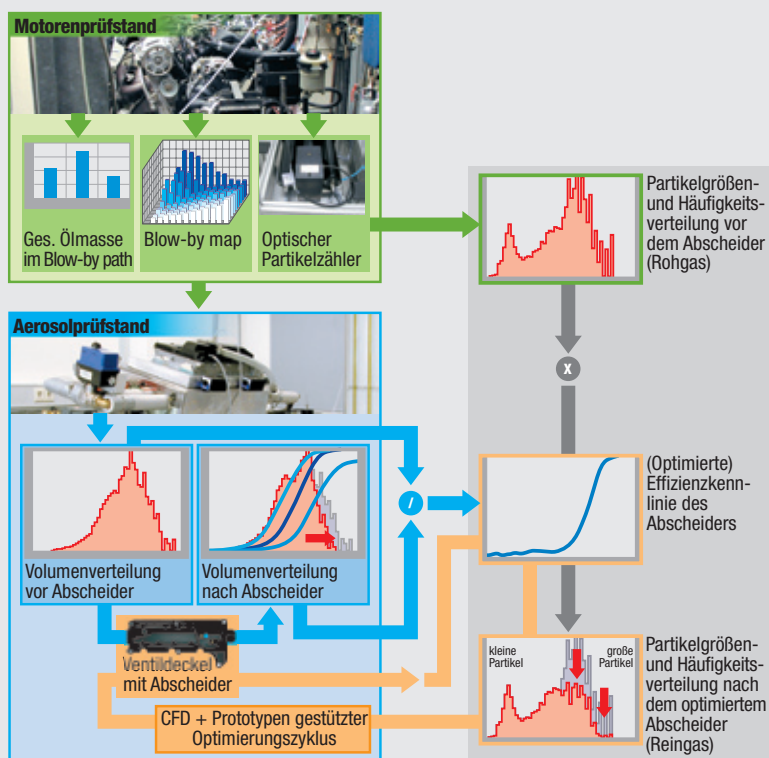 Motorenprüfstand
Ges. Ölmasse
im Blow-by path
Blow-by map
Optischer
Partikelzähler
Partikelgrößen-
und Häufigkeits-
verteilung vor
dem Abscheider
(Rohgas)
X
Aerosolprüfstand
Volumenverteilung
vor Abscheider
Volumenverteilung
nach Abscheider
/
(Optimierte)
Effizienzkenn-
linie des
Abscheiders
Ventildeckel
mit Abscheider
CFD + Prototypen gestützter
Optimierungszyklus
kleine
Partikel
große
Partikel
Partikelgrößen-
und Häufigkeits-
verteilung nach
dem optimiertem
Abscheider
(Reingas)